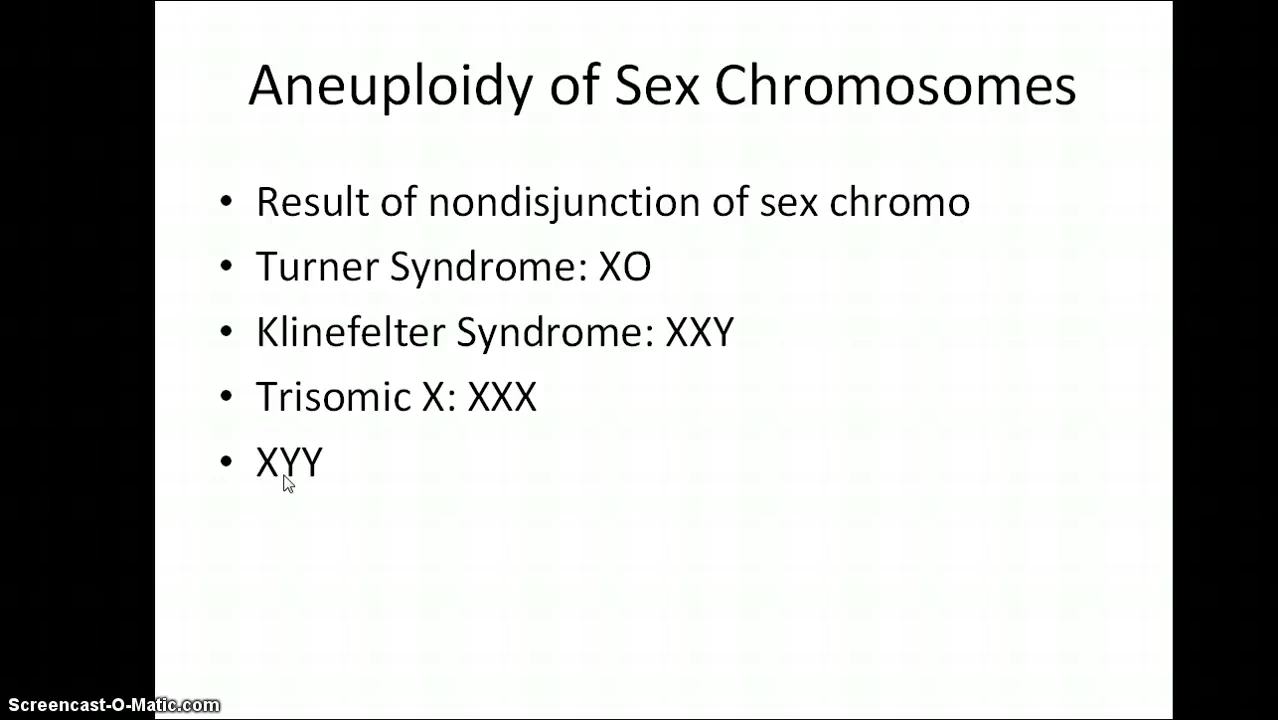 Aneuploidy of Sex Chromosomes
• Result of nondisjunction of sex chromo
• Turner Syndrome: XO
• Klinefelter Syndrome: XXY
• Trisomic X: XXX
• XYY
Screencast-O-Matic.com